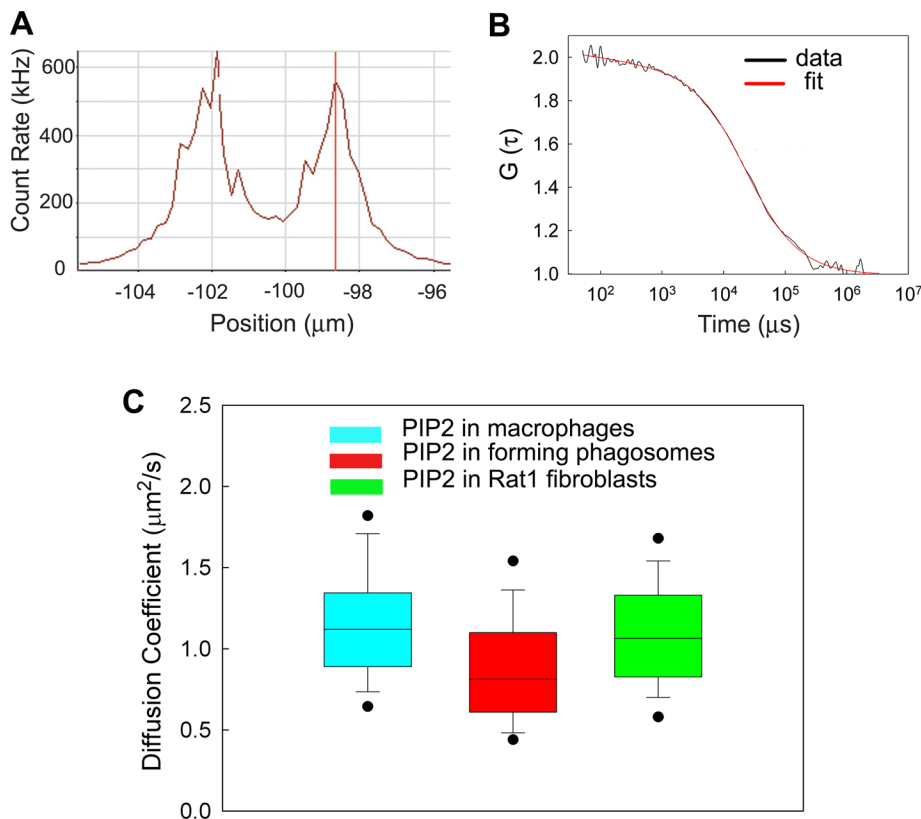 A
Count Rate (kHz)
600
400
200
0
-104
-102
-100
-98
-96
Position (μm)
B
G (τ)
2.0
1.8
1.6
1.4
1.2
1.0
data
fit
10²
10³
10⁴
10⁵
10⁶
10⁷
Time (μs)
C
Diffusion Coefficient (μm²/s)
2.5
2.0
1.5
1.0
0.5
0.0
PIP2 in macrophages
PIP2 in forming phagosomes
PIP2 in Rat1 fibroblasts